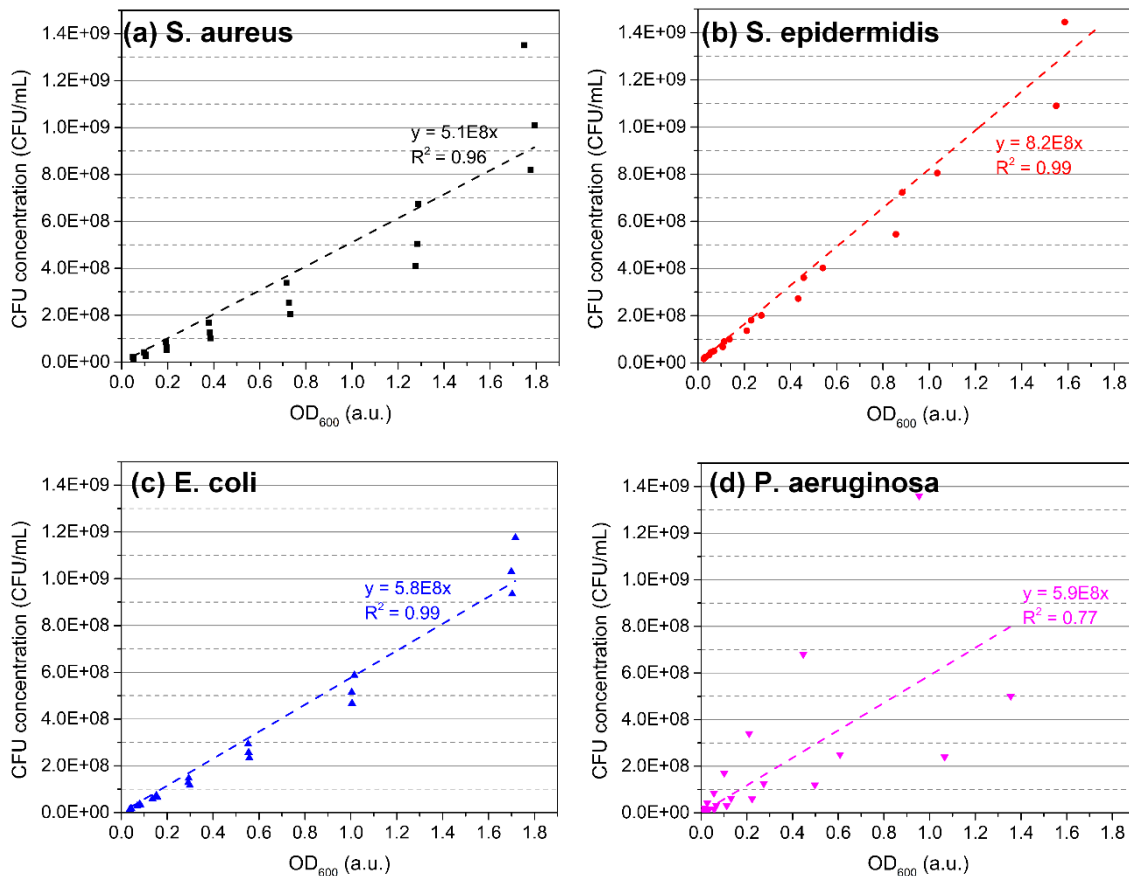 (a) S. aureus
CFU concentration (CFU/mL)
1.4E+09
1.2E+09
1.0E+09
8.0E+08
6.0E+08
4.0E+08
2.0E+08
0.0E+00
y = 5.1E8x
R² = 0.96
0.0 0.2 0.4 0.6 0.8 1.0 1.2 1.4 1.6 1.8
OD₆₀₀ (a.u.)
(b) S. epidermidis
CFU concentration (CFU/mL)
1.4E+09
1.2E+09
1.0E+09
8.0E+08
6.0E+08
4.0E+08
2.0E+08
0.0E+00
y = 8.2E8x
R² = 0.99
0.0 0.2 0.4 0.6 0.8 1.0 1.2 1.4 1.6 1.8
OD₆₀₀ (a.u.)
(c) E. coli
CFU concentration (CFU/mL)
1.4E+09
1.2E+09
1.0E+09
8.0E+08
6.0E+08
4.0E+08
2.0E+08
0.0E+00
y = 5.8E8x
R² = 0.99
0.0 0.2 0.4 0.6 0.8 1.0 1.2 1.4 1.6 1.8
OD₆₀₀ (a.u.)
(d) P. aeruginosa
CFU concentration (CFU/mL)
1.4E+09
1.2E+09
1.0E+09
8.0E+08
6.0E+08
4.0E+08
2.0E+08
0.0E+00
y = 5.9E8x
R² = 0.77
0.0 0.2 0.4 0.6 0.8 1.0 1.2 1.4 1.6 1.8
OD₆₀₀ (a.u.)